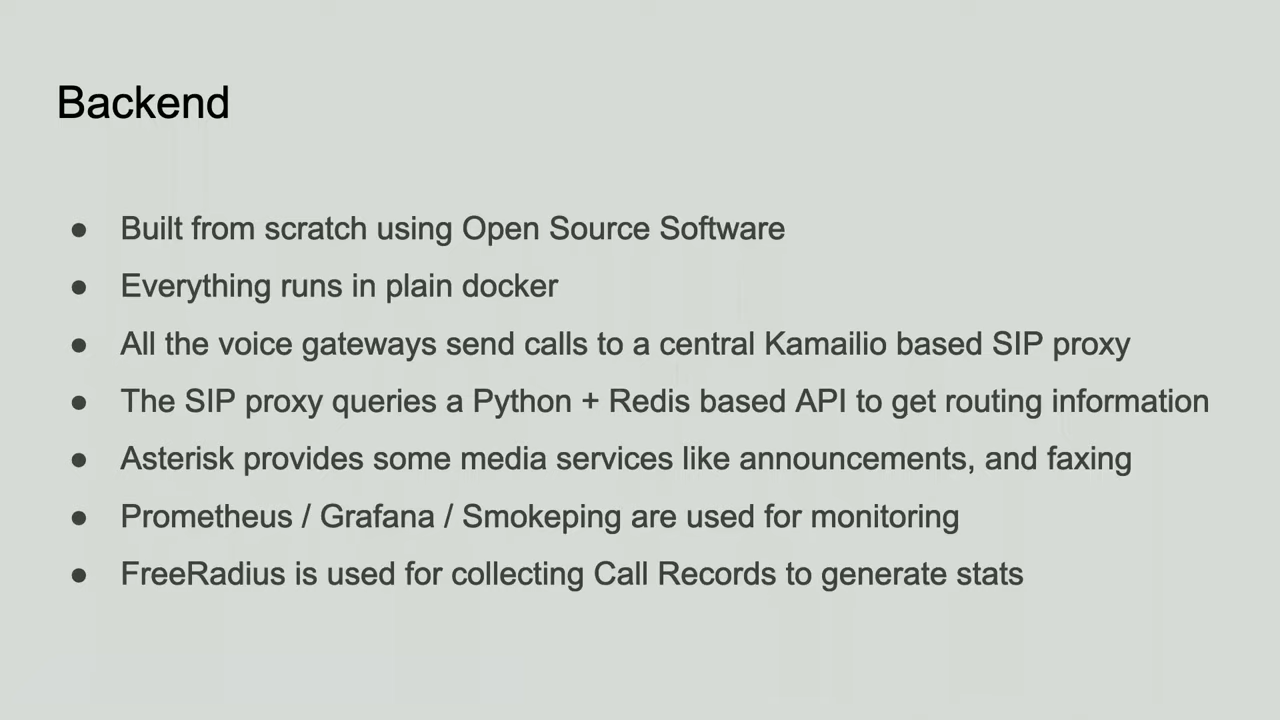 Backend
● Built from scratch using Open Source Software
● Everything runs in plain docker
● All the voice gateways send calls to a central Kamailio based SIP proxy
● The SIP proxy queries a Python + Redis based API to get routing information
● Asterisk provides some media services like announcements, and faxing
● Prometheus / Grafana / Smokeping are used for monitoring
● FreeRadius is used for collecting Call Records to generate stats